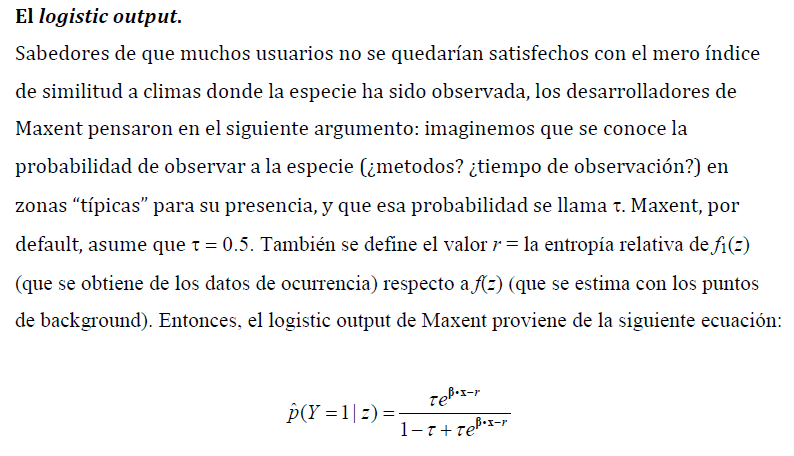 El logistic output.
Sabedores de que muchos usuarios no se quedarían satisfechos con el mero índice
de similitud a climas donde la especie ha sido observada, los desarrolladores de
Maxent pensaron en el siguiente argumento: imaginemos que se conoce la
probabilidad de observar a la especie (¿metodos? ¿tiempo de observación?) en
zonas “típicas” para su presencia, y que esa probabilidad se llama τ. Maxent, por
default, asume que τ = 0.5. También se define el valor r = la entropía relativa de f₁(z)
(que se obtiene de los datos de ocurrencia) respecto a f(z) (que se estima con los puntos
de background). Entonces, el logistic output de Maxent proviene de la siguiente ecuación:
p̂(Y = 1 | z) = τe^(β•x−r) / (1 − τ + τe^(β•x−r))